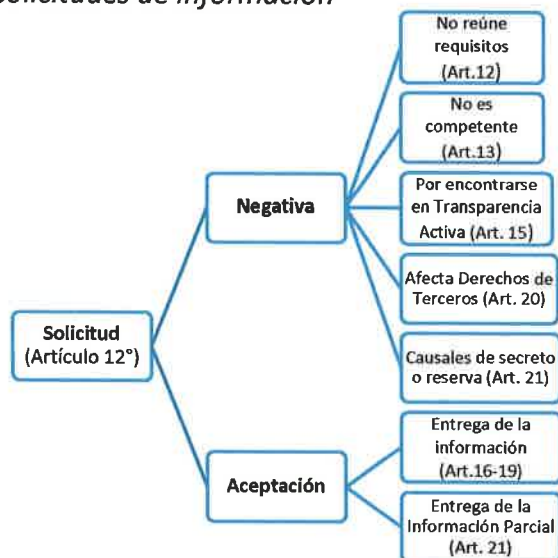 Solicitudes de información
No reúne
requisitos
(Art.12)
No es
competente
(Art.13)
Negativa
Por encontrarse
en Transparencia
Activa (Art. 15)
Afecta Derechos de
Terceros (Art. 20)
Solicitud
(Artículo 12°)
Causales de secreto
o reserva (Art. 21)
Entrega de la
información
(Art.16-19)
Aceptación
Entrega de la
Información Parcial
(Art. 21)